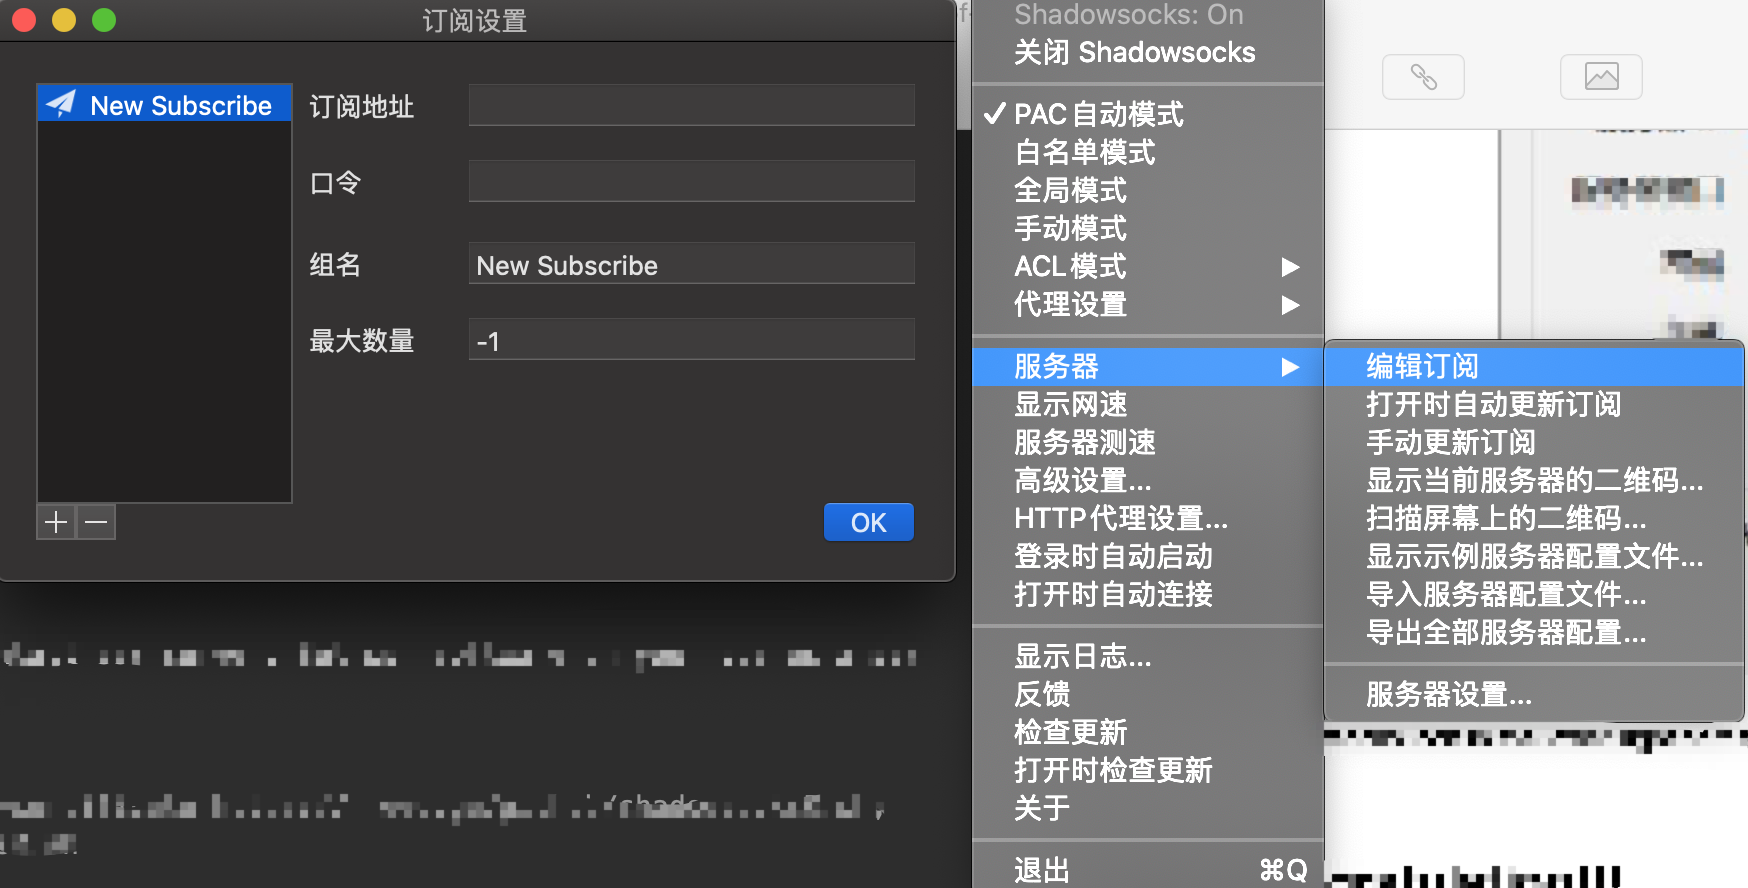 订阅设置
New Subscribe
订阅地址
口令
组名
New Subscribe
最大数量
-1
OK
Shadowsocks: On
关闭 Shadowsocks
PAC自动模式
白名单模式
全局模式
手动模式
ACL模式
代理设置
服务器
显示网速
服务器测速
高级设置...
HTTP代理设置...
登录时自动启动
打开时自动连接
显示日志...
反馈
检查更新
打开时检查更新
关于
退出 ⌘Q
编辑订阅
打开时自动更新订阅
手动更新订阅
显示当前服务器的二维码...
扫描屏幕上的二维码...
显示示例服务器配置文件...
导入服务器配置文件...
导出全部服务器配置...
服务器设置...